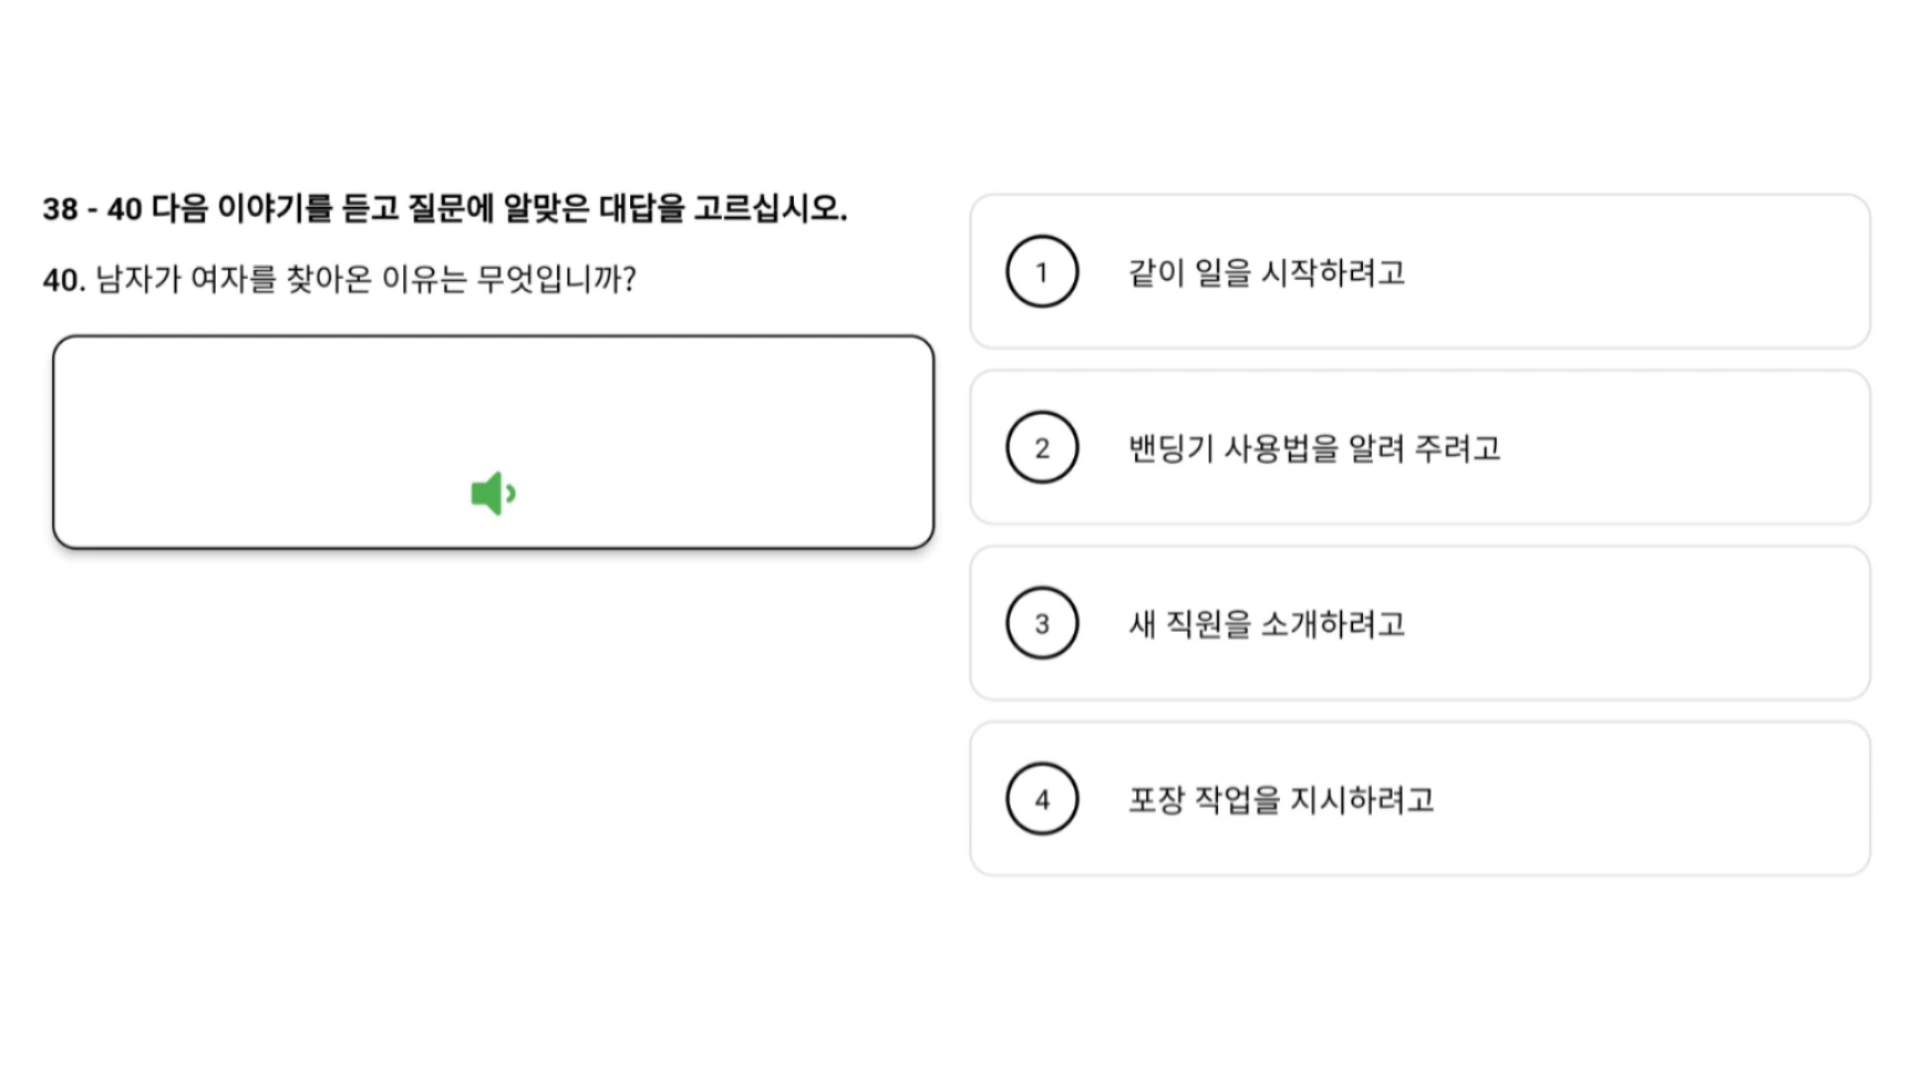 38 - 40 다음 이야기를 듣고 질문에 알맞은 대답을 고르십시오.
40. 남자가 여자를 찾아온 이유는 무엇입니까?
1 같이 일을 시작하려고
2 밴딩기 사용법을 알려 주려고
3 새 직원을 소개하려고
4 포장 작업을 지시하려고